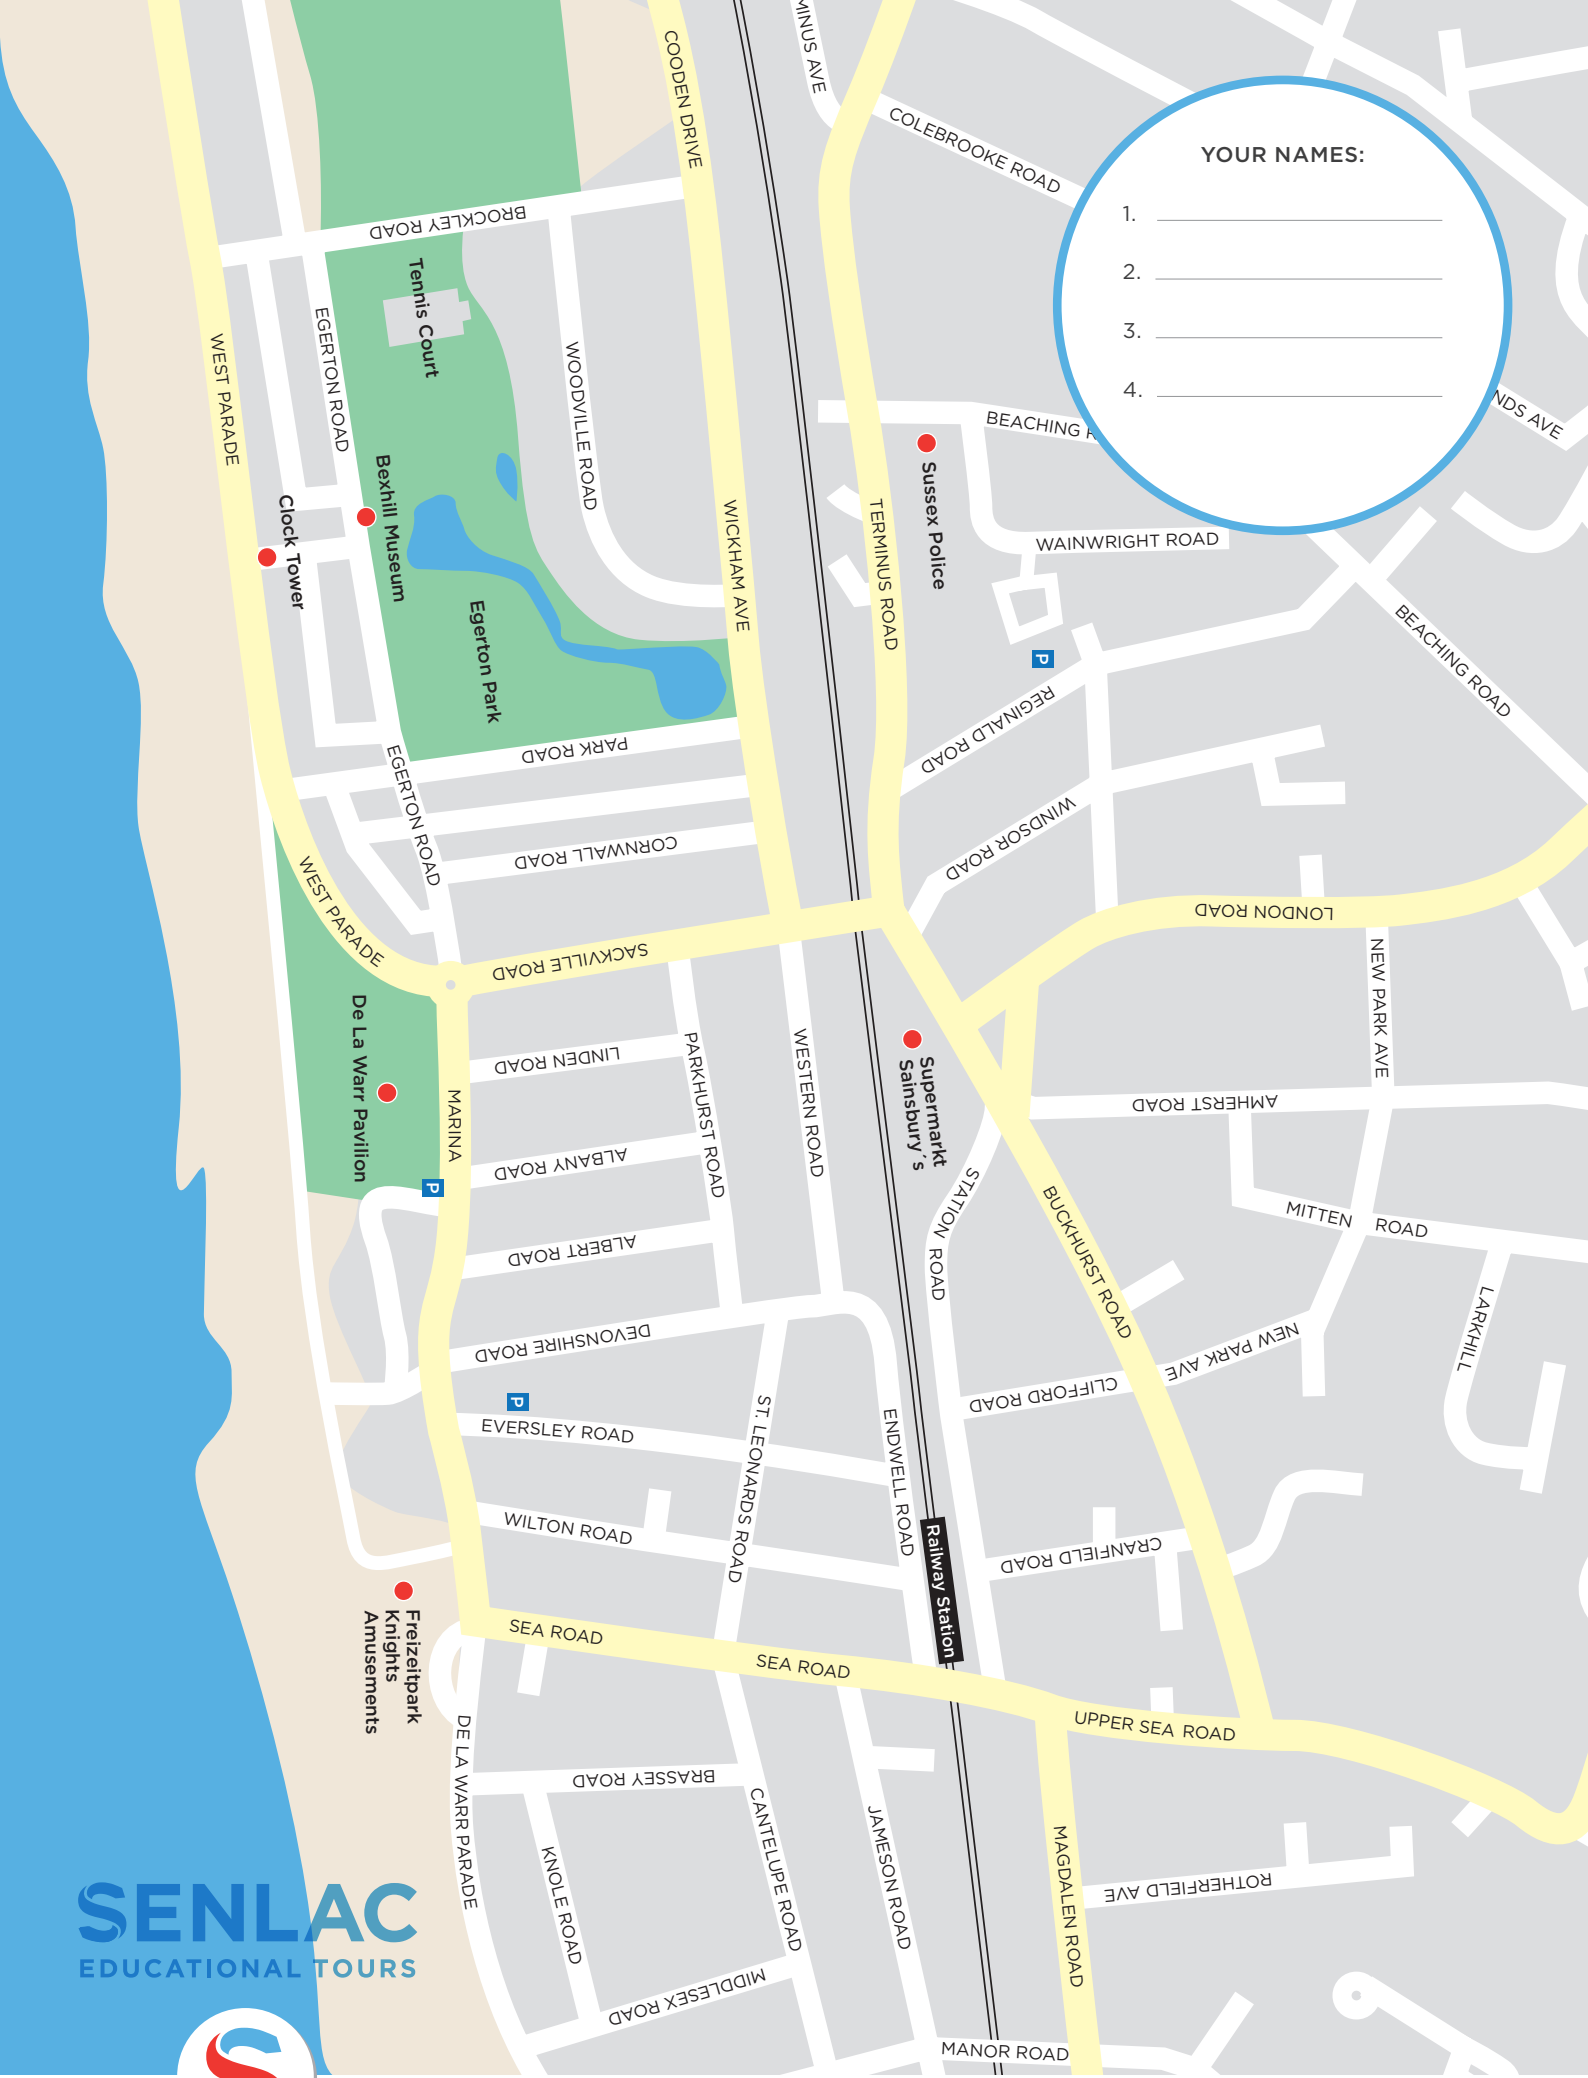 COODEN DRIVE
MINUS AVE
COLEBROOKE ROAD
YOUR NAMES:
1.
2.
3.
4.
BROCKLEY ROAD
Tennis Court
EGERTON ROAD
WEST PARADE
WOODVILLE ROAD
BEACHING R
NDS AVE
Sussex Police
Bexhill Museum
Clock Tower
WICKHAM AVE
TERMINUS ROAD
WAINWRIGHT ROAD
Egerton Park
P
BEACHING ROAD
REGINALD ROAD
PARK ROAD
EGERTON ROAD
WINDSOR ROAD
CORNWALL ROAD
WEST PARADE
LONDON ROAD
SACKVILLE ROAD
NEW PARK AVE
De La Warr Pavilion
LINDEN ROAD
PARKHURST ROAD
WESTERN ROAD
Supermarkt
Sainsbury´s
MARINA
AMHERST ROAD
ALBANY ROAD
P
STATION ROAD
BUCKHURST ROAD
MITTEN ROAD
ALBERT ROAD
LARKHILL
DEVONSHIRE ROAD
NEW PARK AVE
CLIFFORD ROAD
P
EVERSLEY ROAD
ST. LEONARDS ROAD
ENDWELL ROAD
WILTON ROAD
Railway Station
CRANFIELD ROAD
Freizeitpark
Knights
Amusements
SEA ROAD
SEA ROAD
UPPER SEA ROAD
DE LA WARR PARADE
BRASSEY ROAD
CANTELUPE ROAD
JAMESON ROAD
MAGDALEN ROAD
KNOLE ROAD
ROTHERFIELD AVE
SENLAC
EDUCATIONAL TOURS
MIDDLESEX ROAD
MANOR ROAD